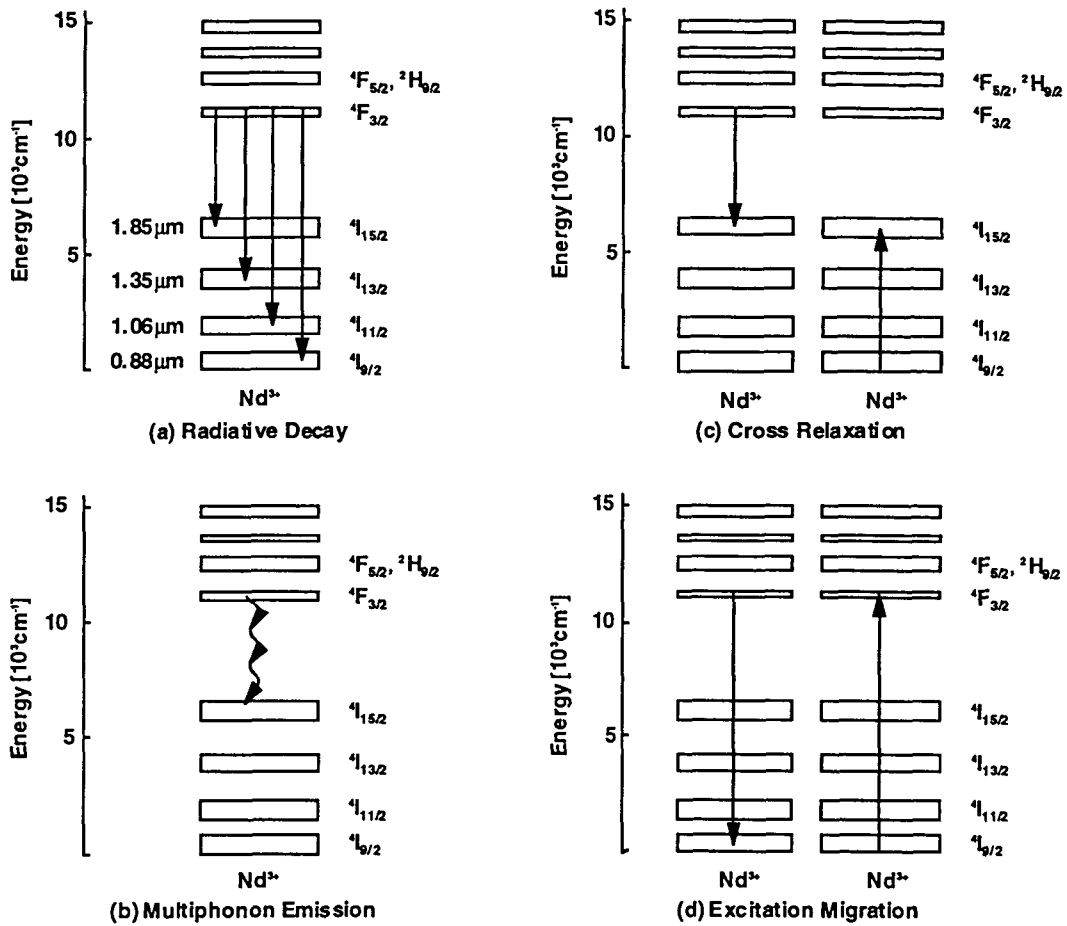 15
⁴F₅/₂, ²H₉/₂
⁴F₃/₂
10
Energy [10³cm⁻¹]
1.85µm
⁴I₁₅/₂
5
1.35µm
⁴I₁₃/₂
1.06µm
⁴I₁₁/₂
0.88µm
⁴I₉/₂
Nd³⁺
(a) Radiative Decay
15
⁴F₅/₂, ²H₉/₂
⁴F₃/₂
10
Energy [10³cm⁻¹]
⁴I₁₅/₂
5
⁴I₁₃/₂
⁴I₁₁/₂
⁴I₉/₂
Nd³⁺ Nd³⁺
(c) Cross Relaxation
15
⁴F₅/₂, ²H₉/₂
⁴F₃/₂
10
Energy [10³cm⁻¹]
⁴I₁₅/₂
5
⁴I₁₃/₂
⁴I₁₁/₂
⁴I₉/₂
Nd³⁺
(b) Multiphonon Emission
15
⁴F₅/₂, ²H₉/₂
⁴F₃/₂
10
Energy [10³cm⁻¹]
⁴I₁₅/₂
5
⁴I₁₃/₂
⁴I₁₁/₂
⁴I₉/₂
Nd³⁺ Nd³⁺
(d) Excitation Migration